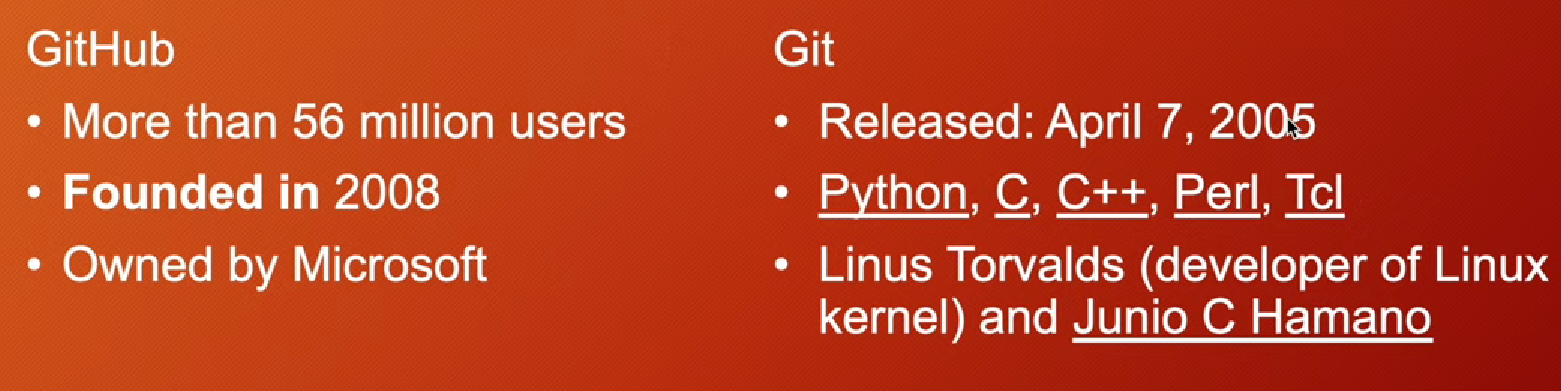 GitHub
• More than 56 million users
• Founded in 2008
• Owned by Microsoft
Git
• Released: April 7, 2005
• Python, C, C++, Perl, Tcl
• Linus Torvalds (developer of Linux
kernel) and Junio C Hamano